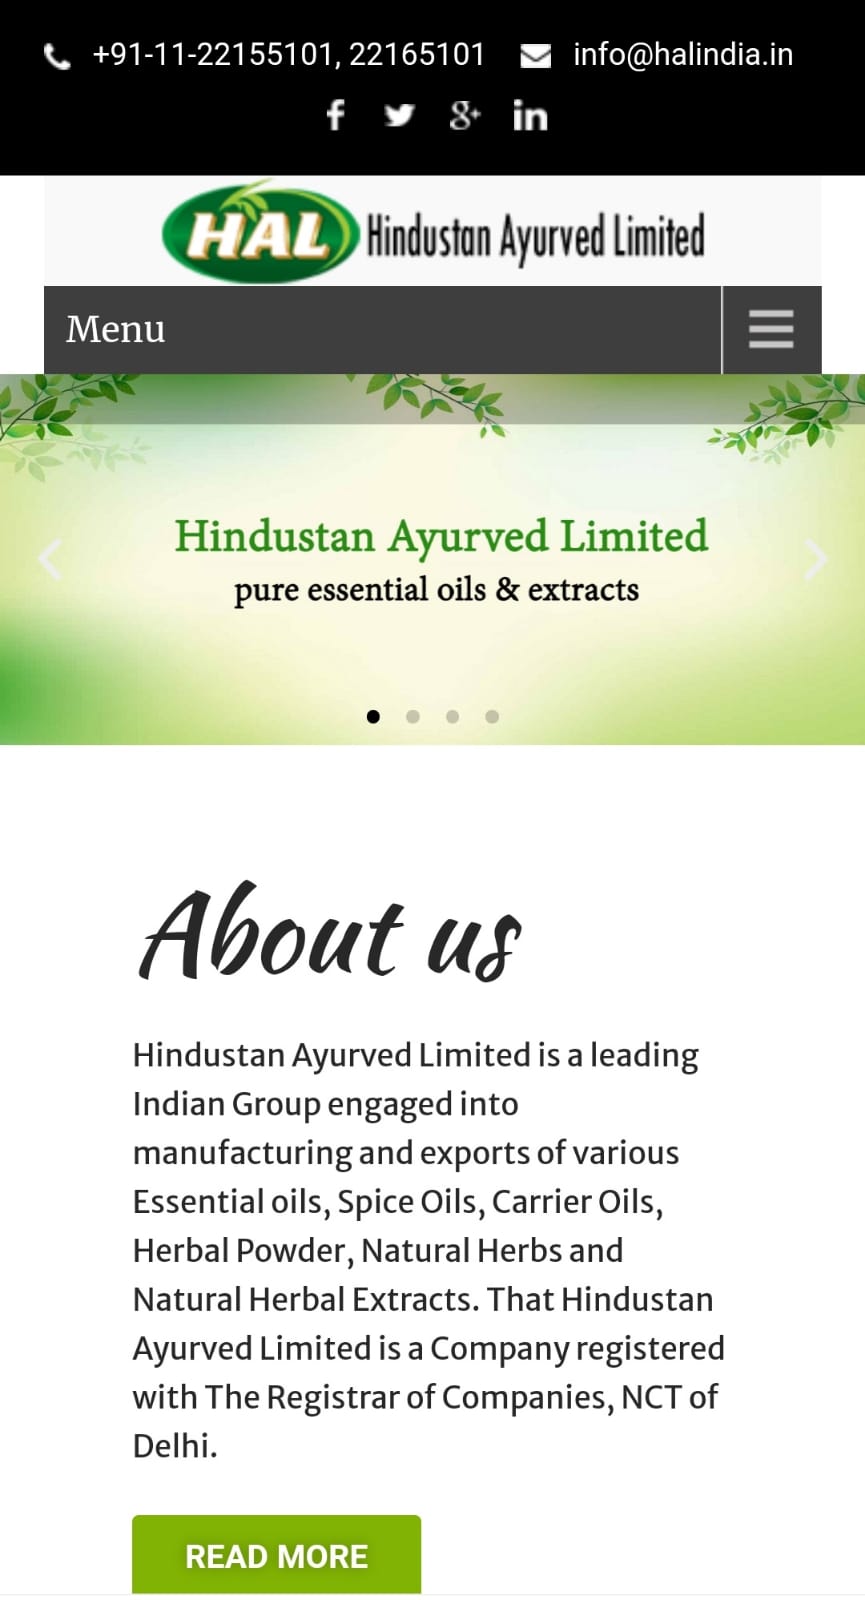 +91-11-22155101, 22165101 info@halindia.in
HAL Hindustan Ayurved Limited
Menu
Hindustan Ayurved Limited
pure essential oils & extracts
About us
Hindustan Ayurved Limited is a leading
Indian Group engaged into
manufacturing and exports of various
Essential oils, Spice Oils, Carrier Oils,
Herbal Powder, Natural Herbs and
Natural Herbal Extracts. That Hindustan
Ayurved Limited is a Company registered
with The Registrar of Companies, NCT of
Delhi.
READ MORE